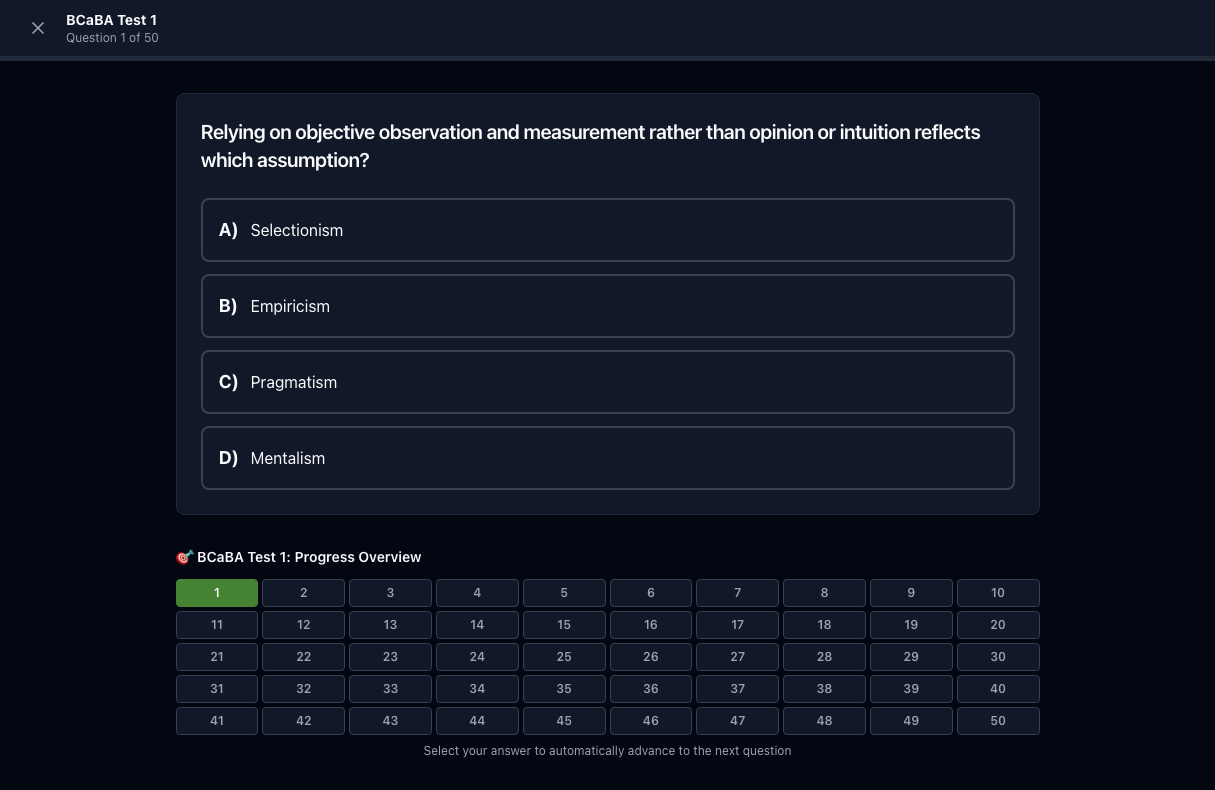 BCaBA Test 1
Question 1 of 50
Relying on objective observation and measurement rather than opinion or intuition reflects
which assumption?
A) Selectionism
B) Empiricism
C) Pragmatism
D) Mentalism
BCaBA Test 1: Progress Overview
1 2 3 4 5 6 7 8 9 10
11 12 13 14 15 16 17 18 19 20
21 22 23 24 25 26 27 28 29 30
31 32 33 34 35 36 37 38 39 40
41 42 43 44 45 46 47 48 49 50
Select your answer to automatically advance to the next question